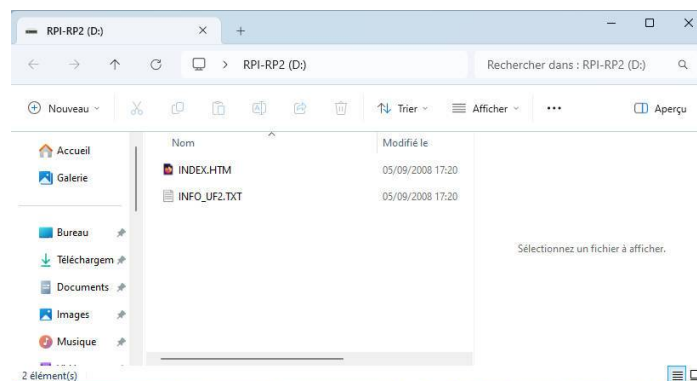 RPI-RP2 (D:)
RPI-RP2 (D:)
Rechercher dans : RPI-RP2 (D:)
Nouveau
Trier
Afficher
Aperçu
Accueil
Galerie
Bureau
Téléchargem
Documents
Images
Musique
Nom
Modifié le
INDEX.HTM
05/09/2008 17:20
INFO_UF2.TXT
05/09/2008 17:20
Sélectionnez un fichier à afficher.
2 élément(s)